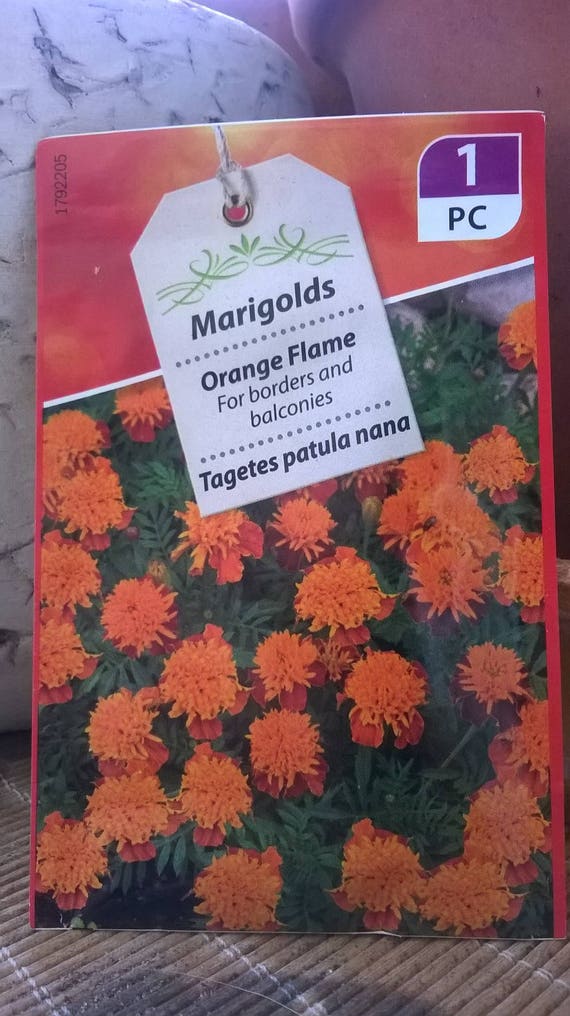 1792205
1
PC
Marigolds
Orange Flame
For borders and
balconies
Tagetes patula nana